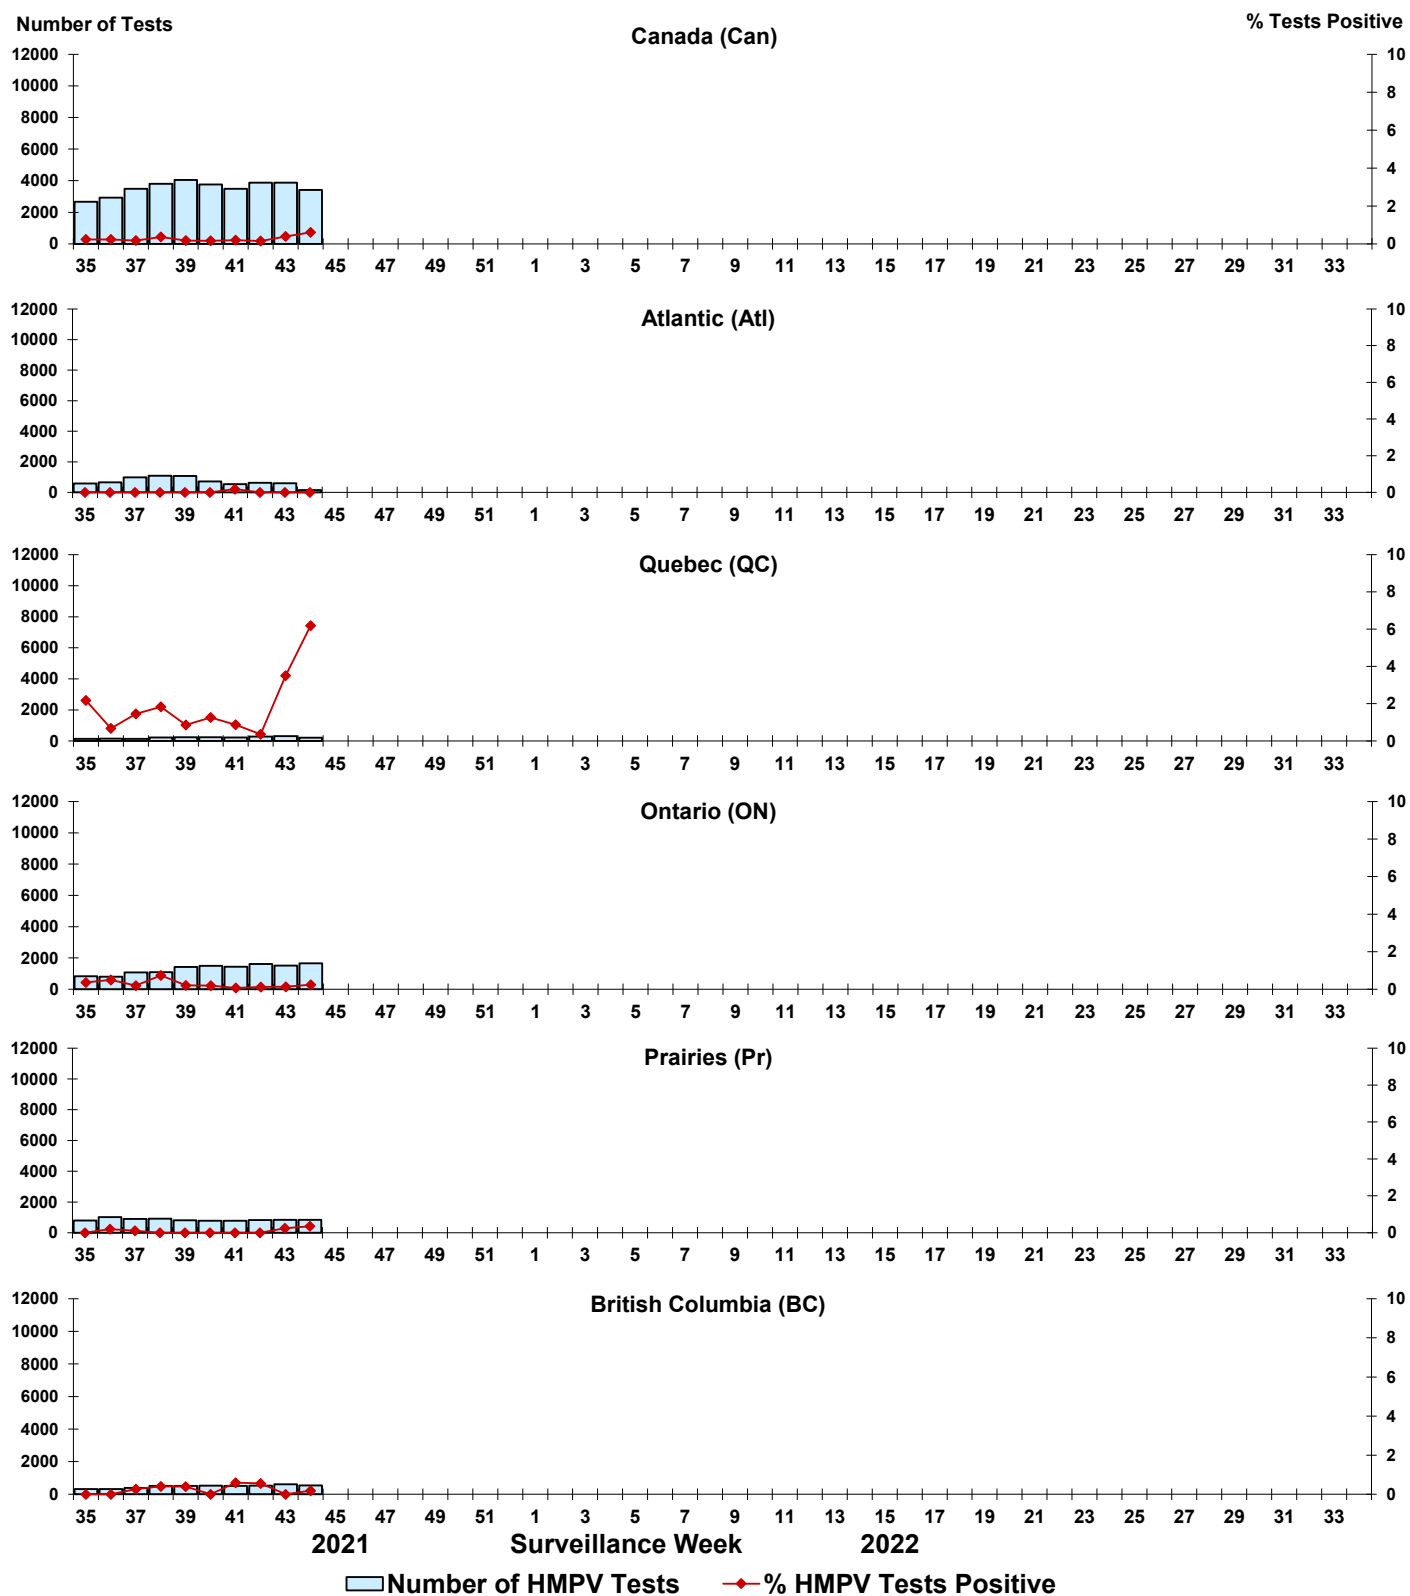 Number of Tests
% Tests Positive
Canada (Can)
12000 10
10000 8
8000
6000 6
4000 4
2000 2
0 0
35 37 39 41 43 45 47 49 51 1 3 5 7 9 11 13 15 17 19 21 23 25 27 29 31 33
Atlantic (Atl)
12000 10
10000 8
8000
6000 6
4000 4
2000 2
0 0
35 37 39 41 43 45 47 49 51 1 3 5 7 9 11 13 15 17 19 21 23 25 27 29 31 33
Quebec (QC)
12000 10
10000 8
8000
6000 6
4000 4
2000 2
0 0
35 37 39 41 43 45 47 49 51 1 3 5 7 9 11 13 15 17 19 21 23 25 27 29 31 33
Ontario (ON)
12000 10
10000 8
8000
6000 6
4000 4
2000 2
0 0
35 37 39 41 43 45 47 49 51 1 3 5 7 9 11 13 15 17 19 21 23 25 27 29 31 33
Prairies (Pr)
12000 10
10000 8
8000
6000 6
4000 4
2000 2
0 0
35 37 39 41 43 45 47 49 51 1 3 5 7 9 11 13 15 17 19 21 23 25 27 29 31 33
British Columbia (BC)
12000 10
10000 8
8000
6000 6
4000 4
2000 2
0 0
35 37 39 41 43 45 47 49 51 1 3 5 7 9 11 13 15 17 19 21 23 25 27 29 31 33
2021 Surveillance Week 2022
Number of HMPV Tests % HMPV Tests Positive